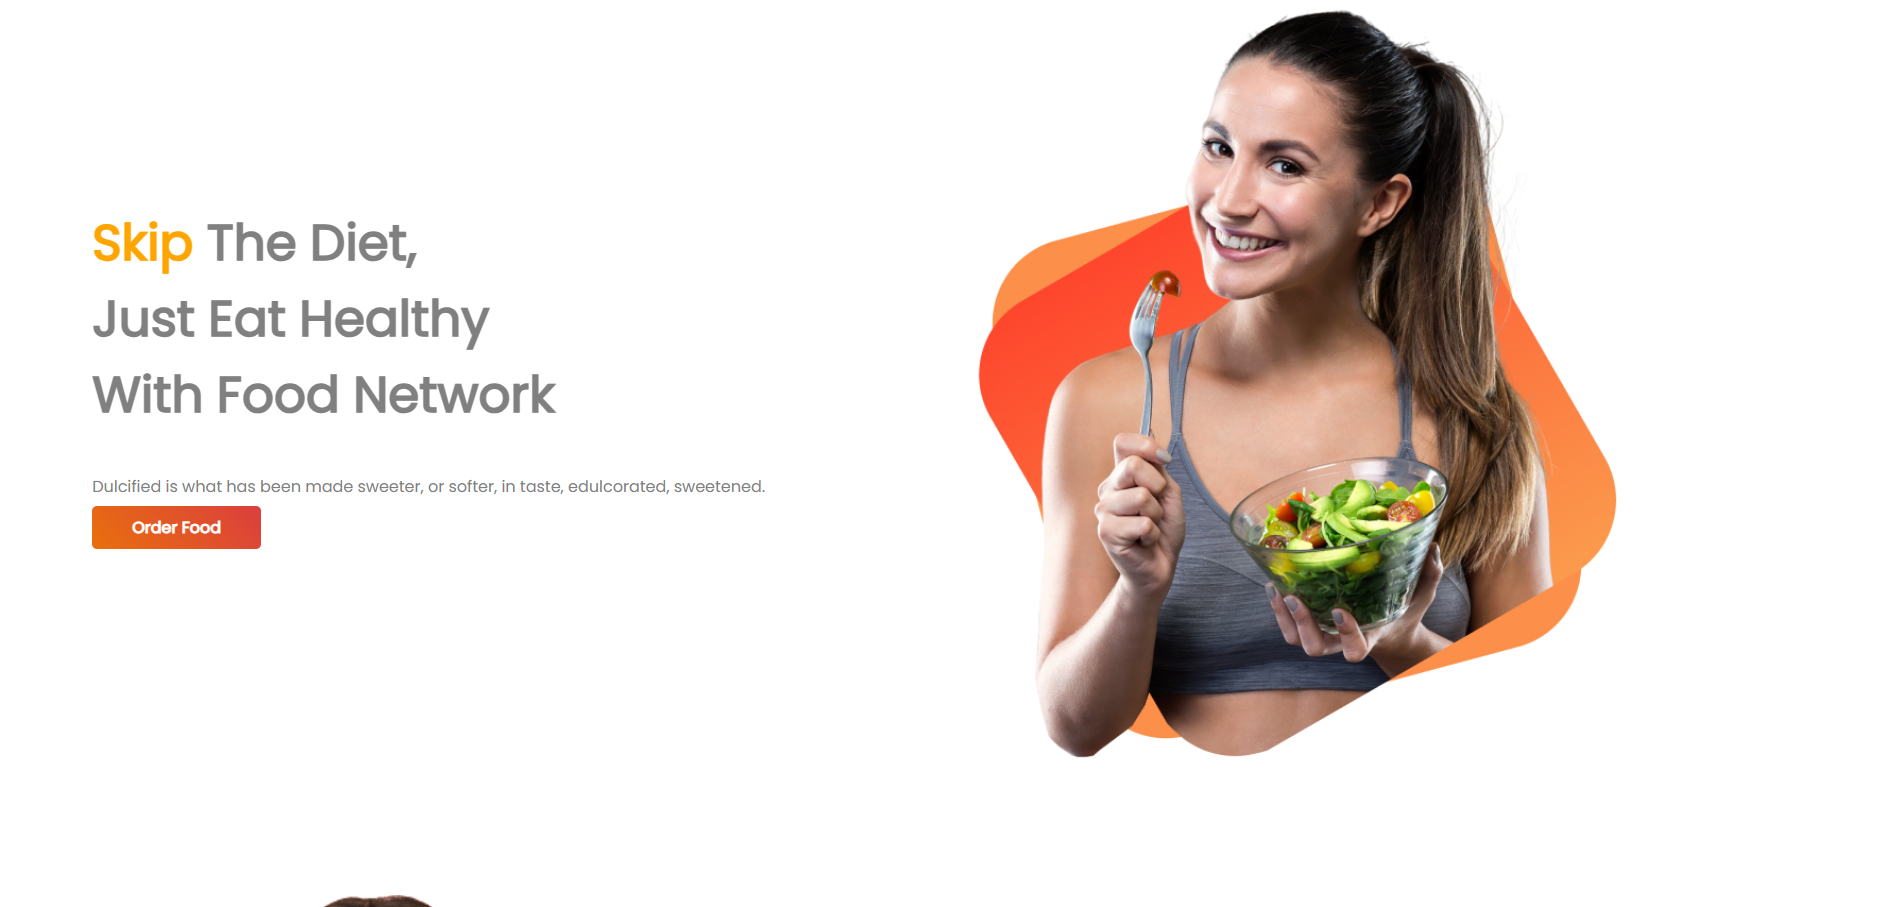 Skip The Diet,
Just Eat Healthy
With Food Network
Dulcified is what has been made sweeter, or softer, in taste, edulcorated, sweetened.
Order Food